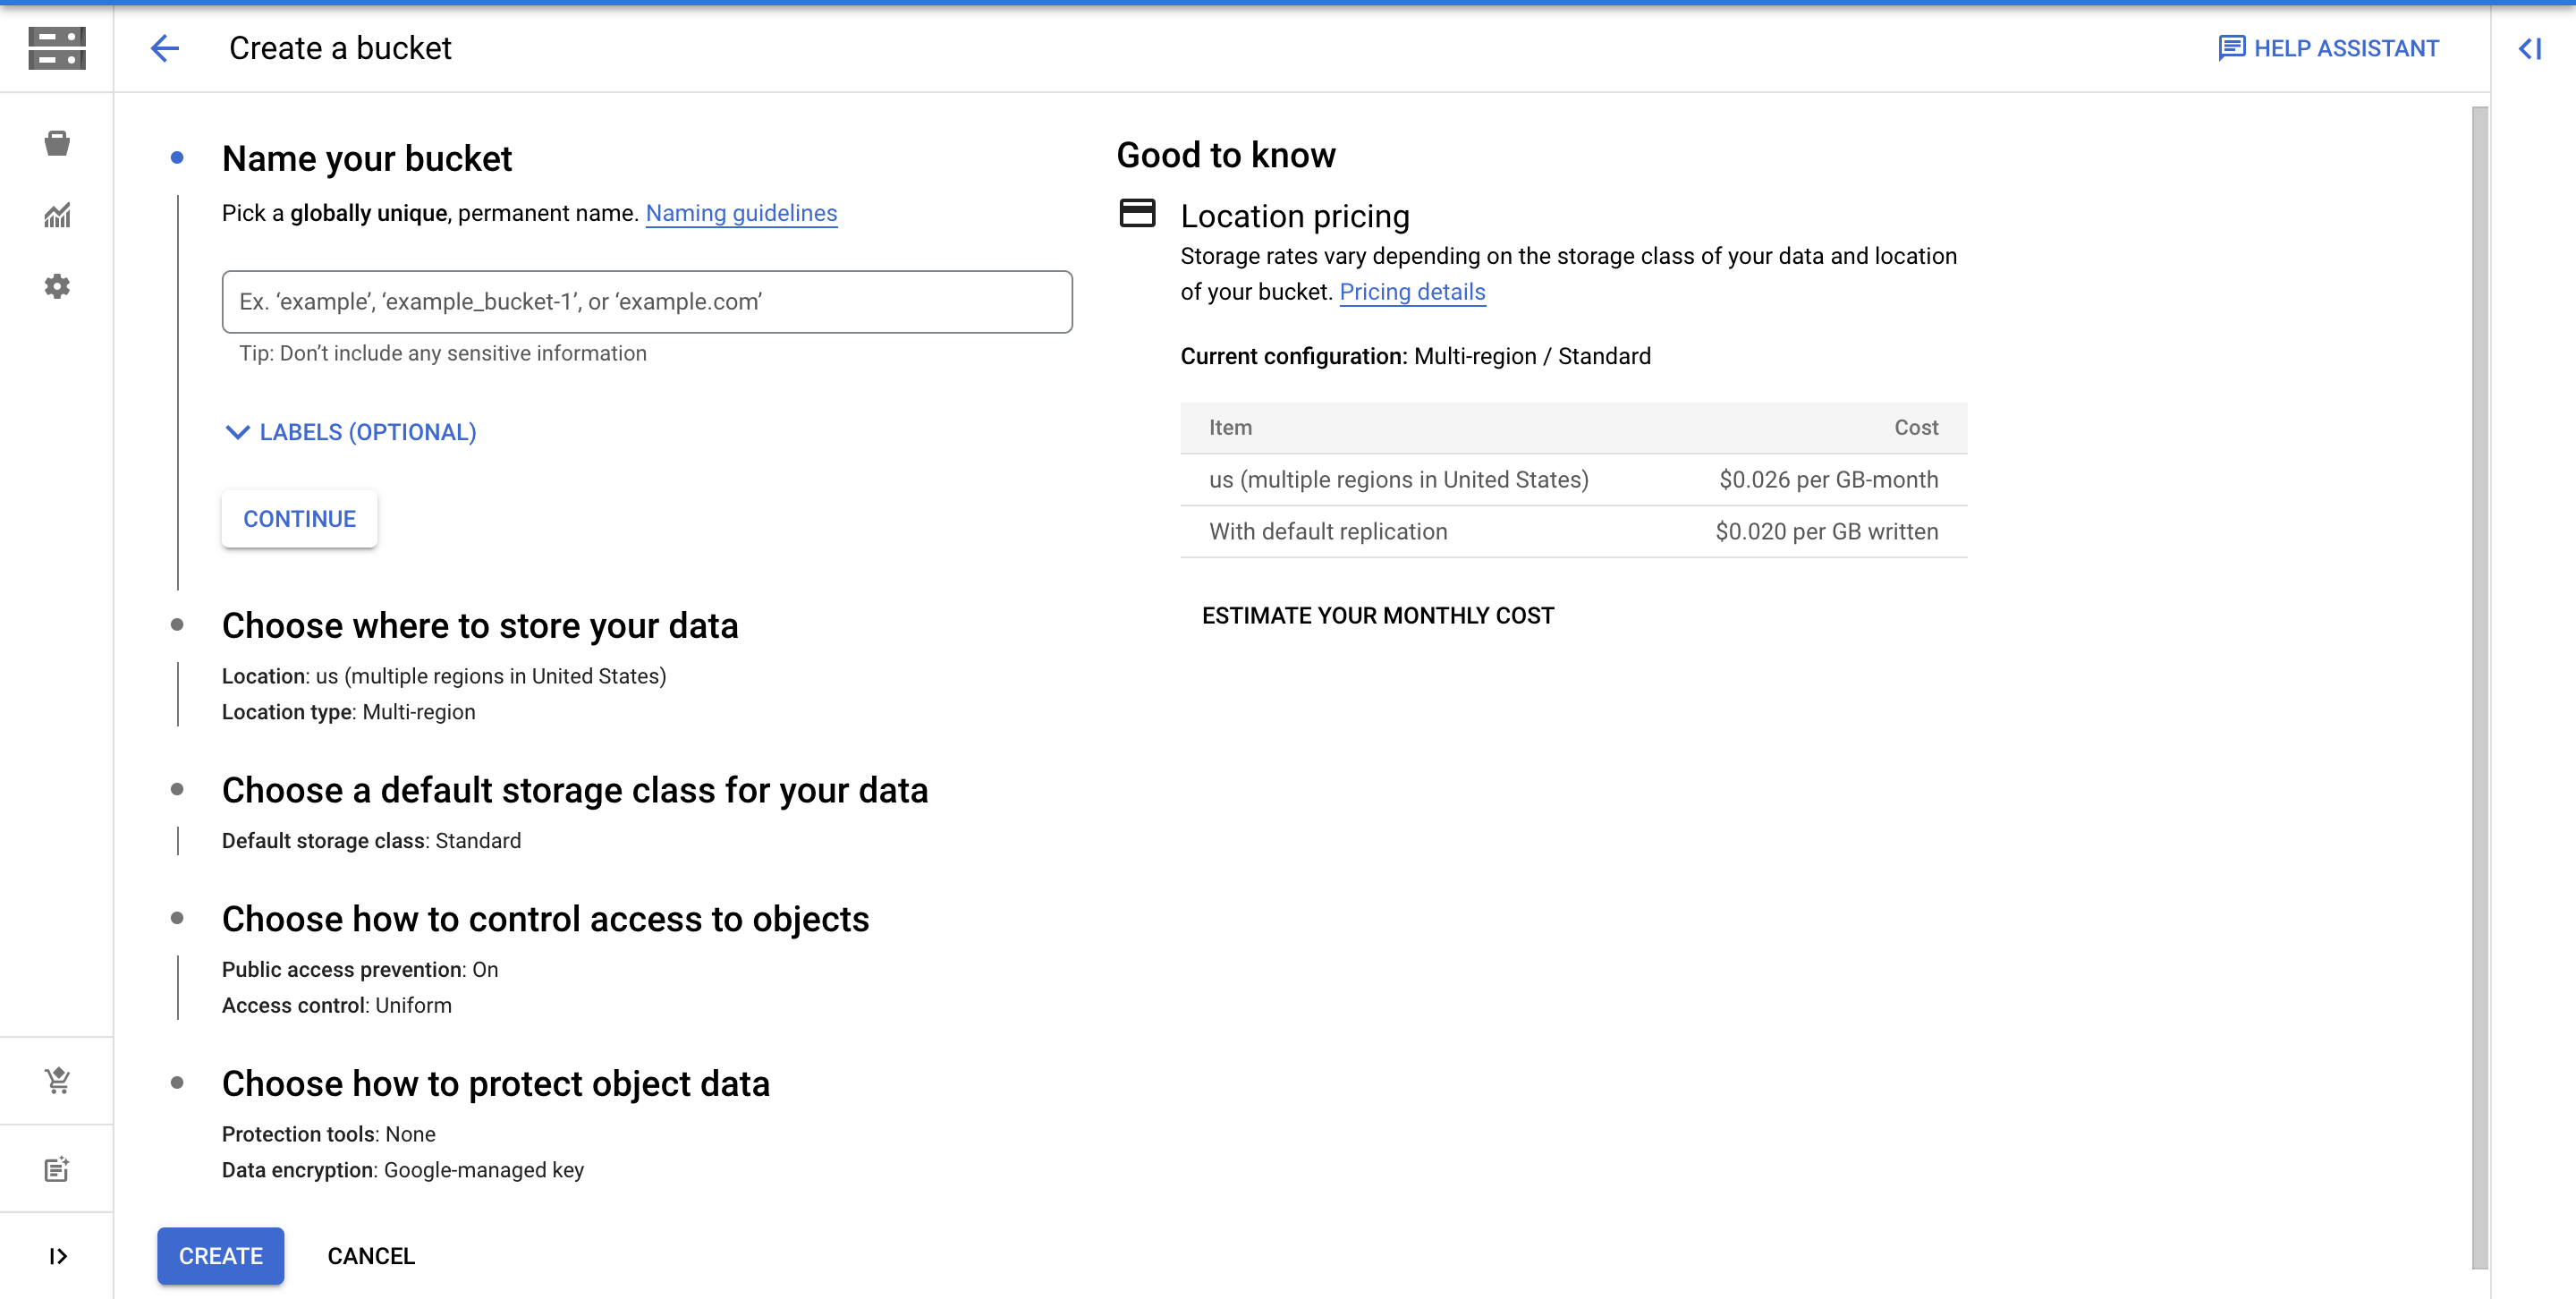 Create a bucket
HELP ASSISTANT
Name your bucket
Pick a globally unique, permanent name. Naming guidelines
Ex. ‘example’, ‘example_bucket-1’, or ‘example.com’
Tip: Don’t include any sensitive information
LABELS (OPTIONAL)
CONTINUE
Choose where to store your data
Location: us (multiple regions in United States)
Location type: Multi-region
Choose a default storage class for your data
Default storage class: Standard
Choose how to control access to objects
Public access prevention: On
Access control: Uniform
Choose how to protect object data
Protection tools: None
Data encryption: Google-managed key
CREATE
CANCEL
Good to know
Location pricing
Storage rates vary depending on the storage class of your data and location
of your bucket. Pricing details
Current configuration: Multi-region / Standard
Item Cost
us (multiple regions in United States) $0.026 per GB-month
With default replication $0.020 per GB written
ESTIMATE YOUR MONTHLY COST